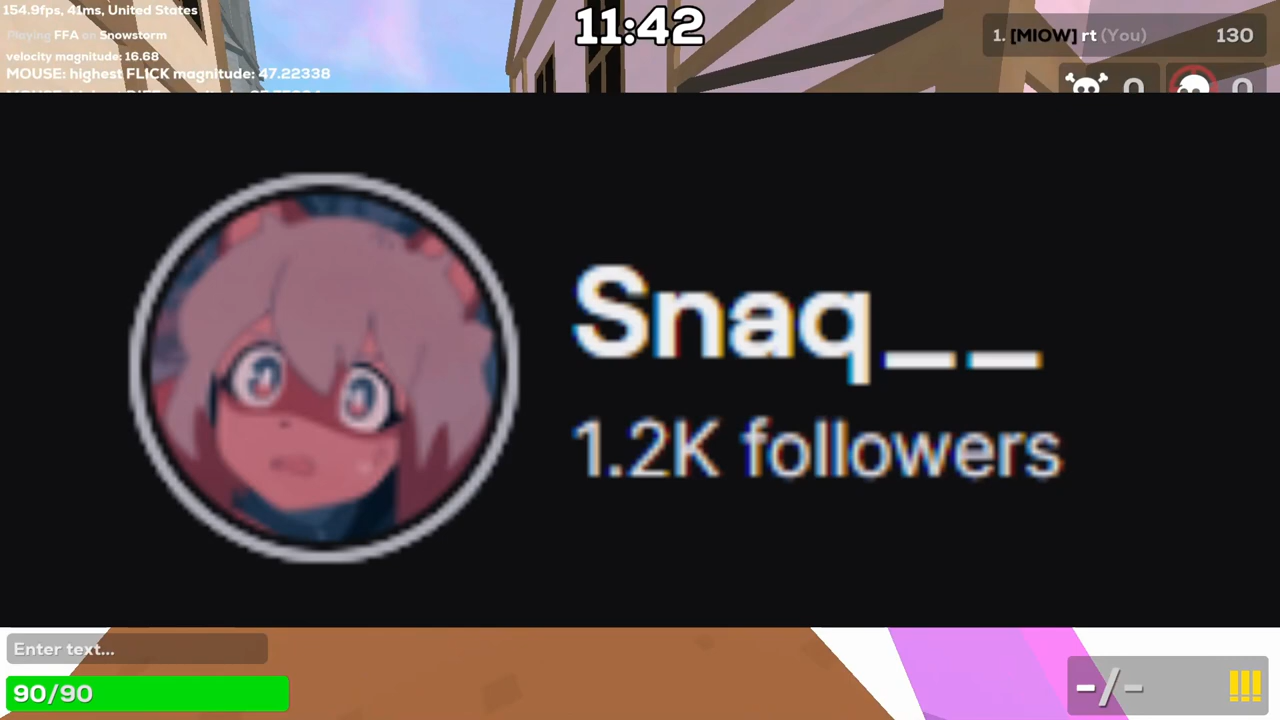 154.9fps, 41ms, United States
Playing FFA on Snowstorm
velocity magnitude: 16.68
MOUSE: highest FLICK magnitude: 47.22338
11:42
1. [MIOW] rt (You) 130
0 0
Snaq__
1.2K followers
Enter text...
90/90
-/- !!!